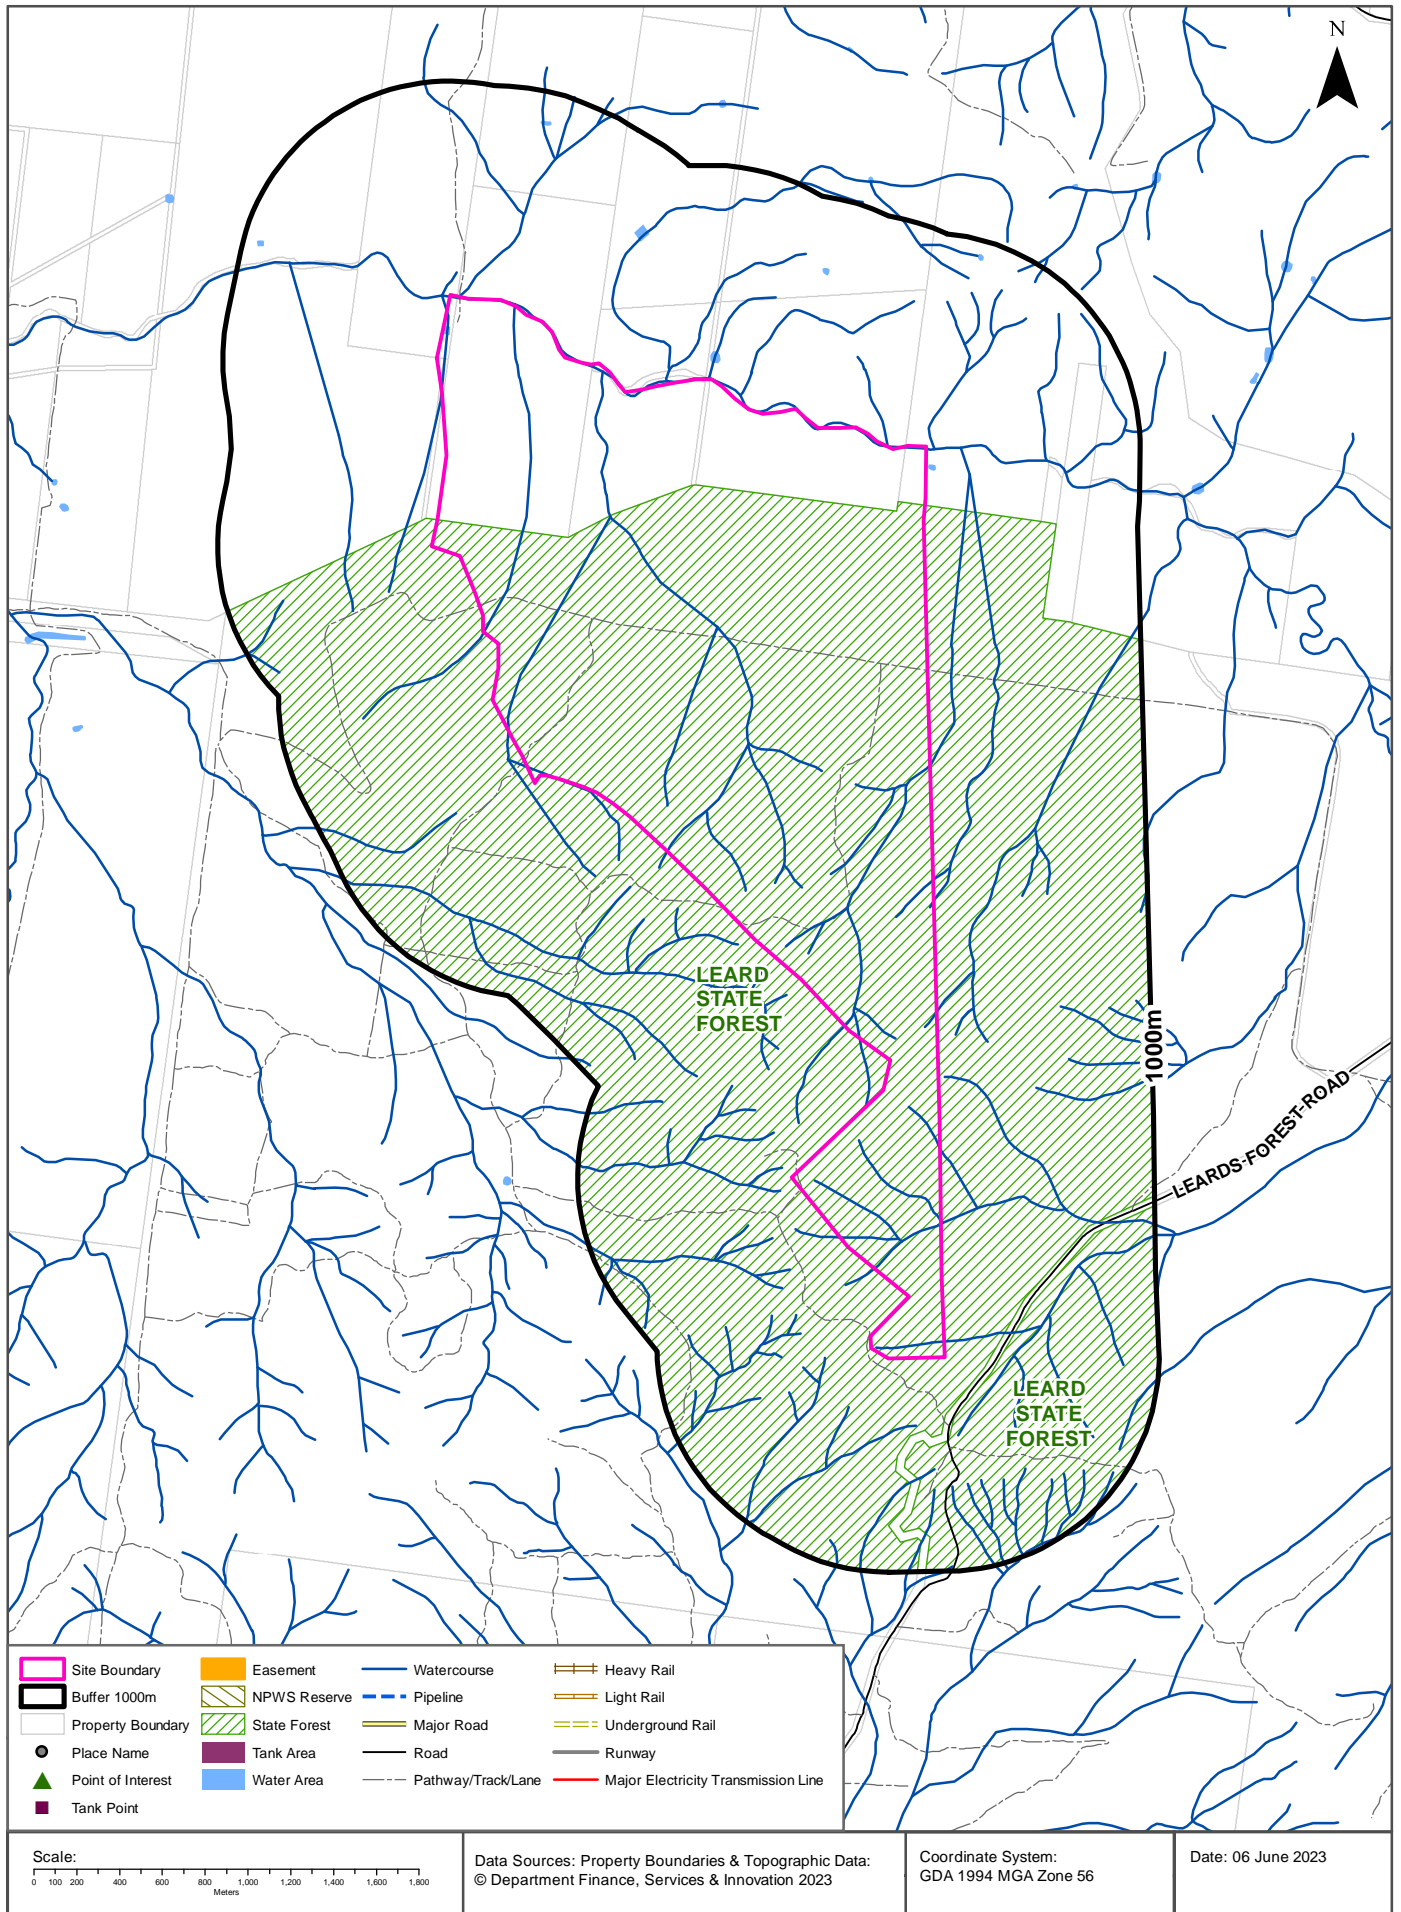 N
LEARD
STATE
FOREST
1000m
LEARDS FOREST ROAD
LEARD
STATE
FOREST
Site Boundary
Buffer 1000m
Property Boundary
Place Name
Point of Interest
Tank Point
Easement
NPWS Reserve
State Forest
Tank Area
Water Area
Watercourse
Pipeline
Major Road
Road
Pathway/Track/Lane
Heavy Rail
Light Rail
Underground Rail
Runway
Major Electricity Transmission Line
Scale:
0 100 200 400 600 800 1,000 1,200 1,400 1,600 1,800
Meters
Data Sources: Property Boundaries & Topographic Data:
© Department Finance, Services & Innovation 2023
Coordinate System:
GDA 1994 MGA Zone 56
Date: 06 June 2023